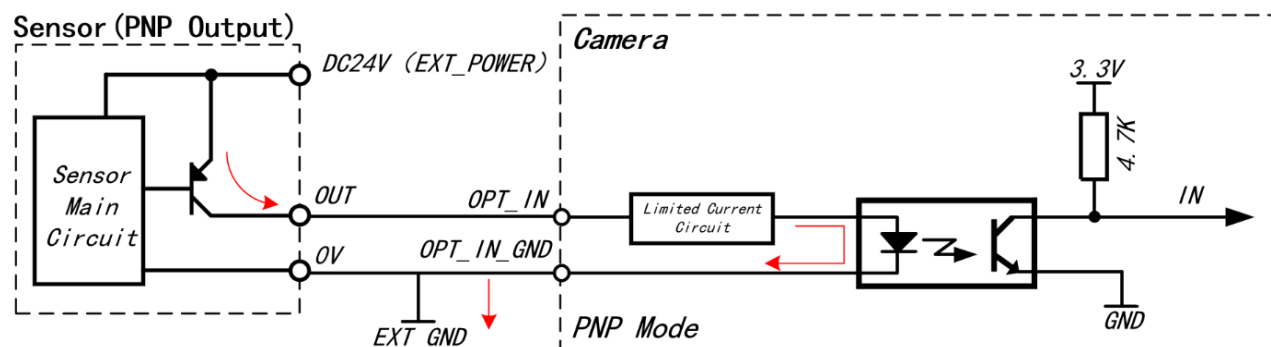 Sensor(PNP Output)
DC24V (EXT_POWER)
Sensor
Main
Circuit
OUT
0V
OPT_IN
OPT_IN_GND
EXT GND
Camera
Limited Current
Circuit
PNP Mode
3.3V
4.7K
IN
GND